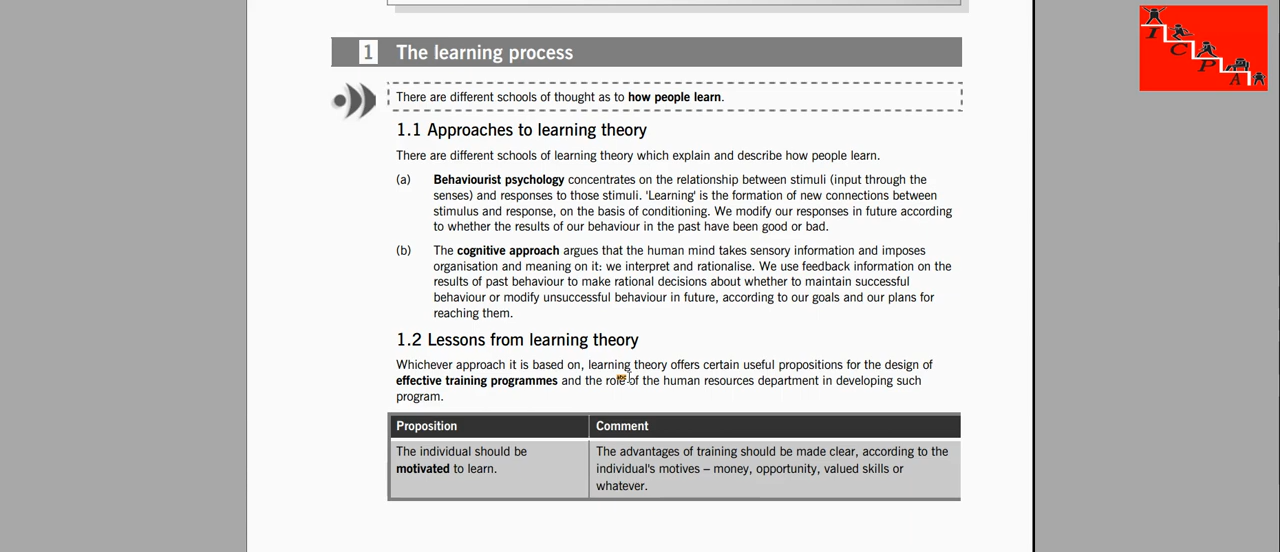 1 The learning process
There are different schools of thought as to how people learn.
1.1 Approaches to learning theory
There are different schools of learning theory which explain and describe how people learn.
(a) Behaviourist psychology concentrates on the relationship between stimuli (input through the
senses) and responses to those stimuli. 'Learning' is the formation of new connections between
stimulus and response, on the basis of conditioning. We modify our responses in future according
to whether the results of our behaviour in the past have been good or bad.
(b) The cognitive approach argues that the human mind takes sensory information and imposes
organisation and meaning on it: we interpret and rationalise. We use feedback information on the
results of past behaviour to make rational decisions about whether to maintain successful
behaviour or modify unsuccessful behaviour in future, according to our goals and our plans for
reaching them.
1.2 Lessons from learning theory
Whichever approach it is based on, learning theory offers certain useful propositions for the design of
effective training programmes and the role of the human resources department in developing such
program.
Proposition Comment
The individual should be
motivated to learn.
The advantages of training should be made clear, according to the
individual's motives – money, opportunity, valued skills or
whatever.
I C P A